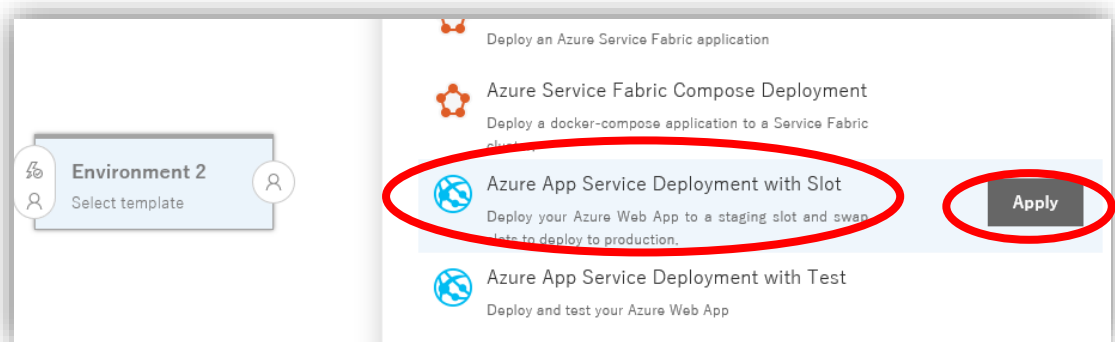 Environment 2
Select template
Deploy an Azure Service Fabric application
Azure Service Fabric Compose Deployment
Deploy a docker-compose application to a Service Fabric
cluster.
Azure App Service Deployment with Slot
Deploy your Azure Web App to a staging slot and swap
slots to deploy to production.
Apply
Azure App Service Deployment with Test
Deploy and test your Azure Web App